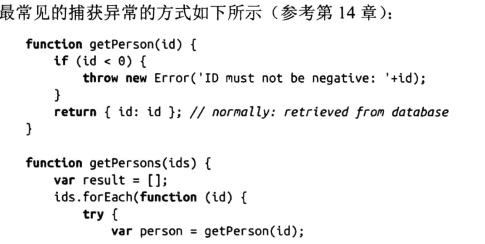 最常见的捕获异常的方式如下所示（参考第 14 章）：
function getPerson(id) {
    if (id < 0) {
        throw new Error('ID must not be negative: '+id);
    }
    return { id: id }; // normally: retrieved from database
}

function getPersons(ids) {
    var result = [];
    ids.forEach(function (id) {
        try {
            var person = getPerson(id);